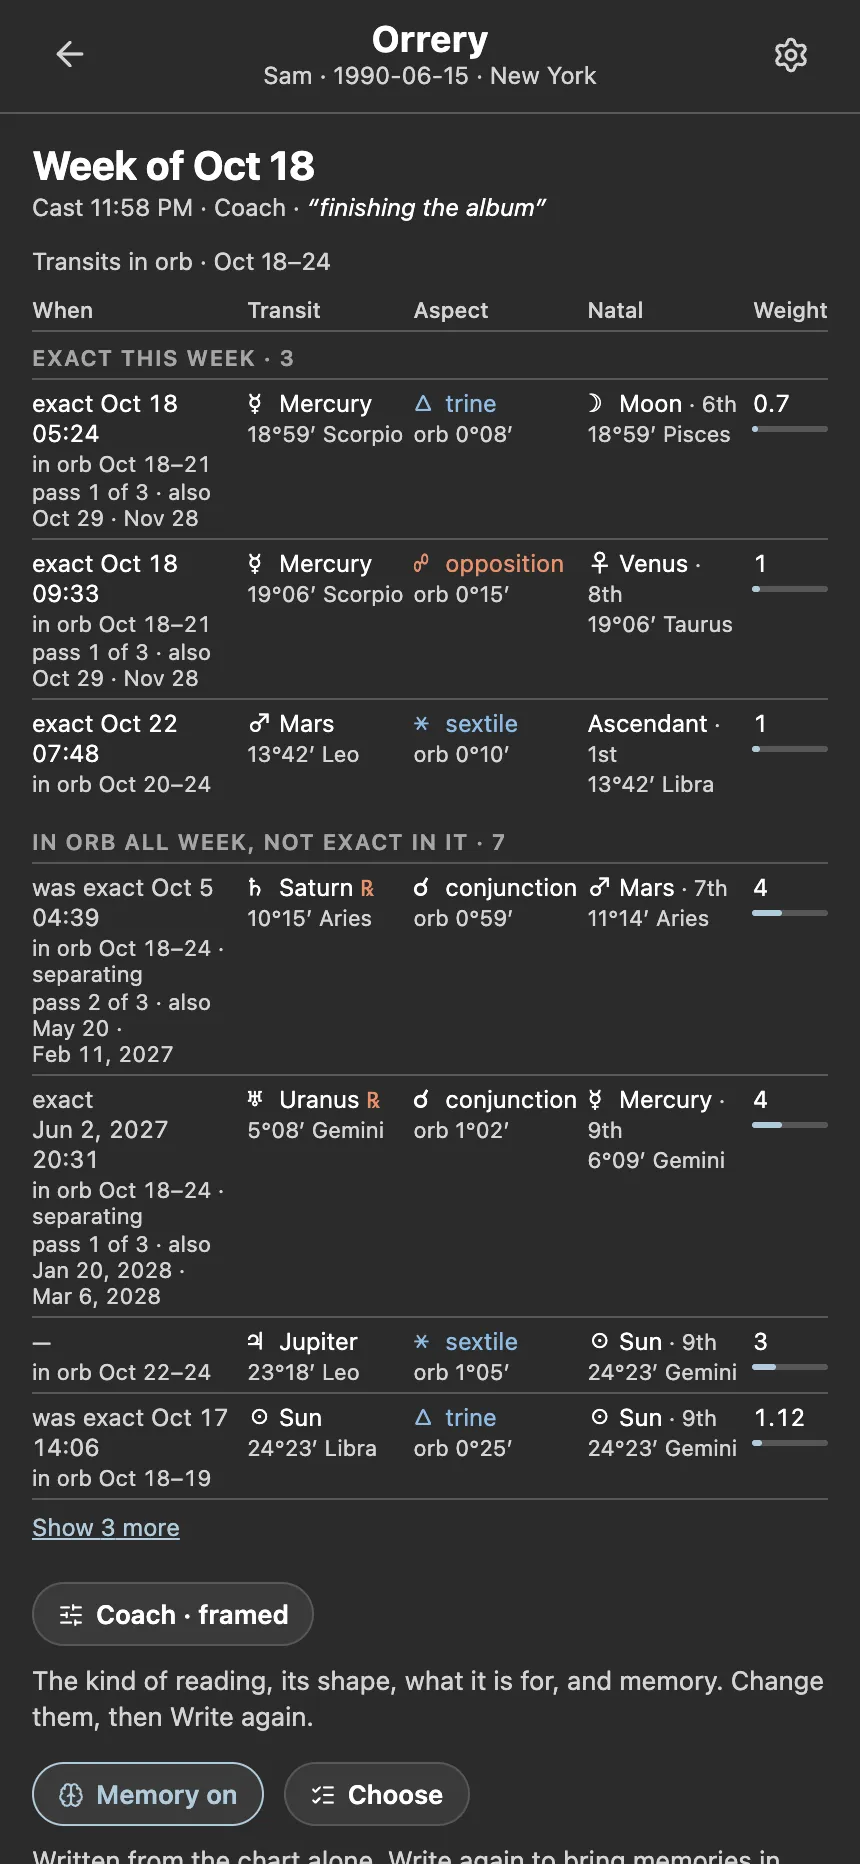 Orrery
Sam · 1990-06-15 · New York
Week of Oct 18
Cast 11:58 PM · Coach · “finishing the album”
Transits in orb · Oct 18–24
When Transit Aspect Natal Weight
EXACT THIS WEEK · 3
exact Oct 18 ☿ Mercury △ trine ☽ Moon · 6th 0.7
05:24 18°59′ Scorpio orb 0°08′ 18°59′ Pisces
in orb Oct 18–21
pass 1 of 3 · also
Oct 29 · Nov 28
exact Oct 18 ☿ Mercury ☍ opposition ♀ Venus · 1
09:33 19°06′ Scorpio orb 0°15′ 8th
in orb Oct 18–21 19°06′ Taurus
pass 1 of 3 · also
Oct 29 · Nov 28
exact Oct 22 ♂ Mars ⚹ sextile Ascendant · 1
07:48 13°42′ Leo orb 0°10′ 1st
in orb Oct 20–24 13°42′ Libra
IN ORB ALL WEEK, NOT EXACT IN IT · 7
was exact Oct 5 ♄ Saturn ℞ ☌ conjunction ♂ Mars · 7th 4
04:39 10°15′ Aries orb 0°59′ 11°14′ Aries
in orb Oct 18–24 ·
separating
pass 2 of 3 · also
May 20 ·
Feb 11, 2027
exact ♅ Uranus ℞ ☌ conjunction ☿ Mercury · 4
Jun 2, 2027 5°08′ Gemini orb 1°02′ 9th
20:31 6°09′ Gemini
in orb Oct 18–24 ·
separating
pass 1 of 3 · also
Jan 20, 2028 ·
Mar 6, 2028
— ♃ Jupiter ⚹ sextile ☉ Sun · 9th 3
in orb Oct 22–24 23°18′ Leo orb 1°05′ 24°23′ Gemini
was exact Oct 17 ☉ Sun △ trine ☉ Sun · 9th 1.12
14:06 24°23′ Libra orb 0°25′ 24°23′ Gemini
in orb Oct 18–19
Show 3 more
Coach · framed
The kind of reading, its shape, what it is for, and memory. Change
them, then Write again.
Memory on Choose
Written from the chart alone. Write again to bring memories in